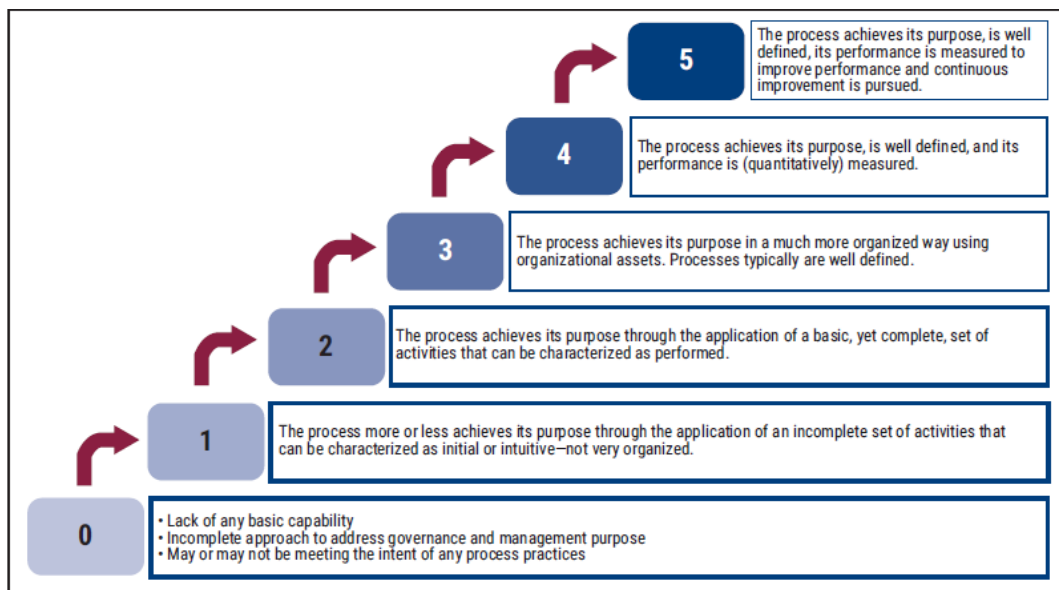 5
The process achieves its purpose, is well
defined, its performance is measured to
improve performance and continuous
improvement is pursued.
4
The process achieves its purpose, is well defined, and its
performance is (quantitatively) measured.
3
The process achieves its purpose in a much more organized way using
organizational assets. Processes typically are well defined.
2
The process achieves its purpose through the application of a basic, yet complete, set of
activities that can be characterized as performed.
1
The process more or less achieves its purpose through the application of an incomplete set of activities that
can be characterized as initial or intuitive—not very organized.
0
• Lack of any basic capability
• Incomplete approach to address governance and management purpose
• May or may not be meeting the intent of any process practices